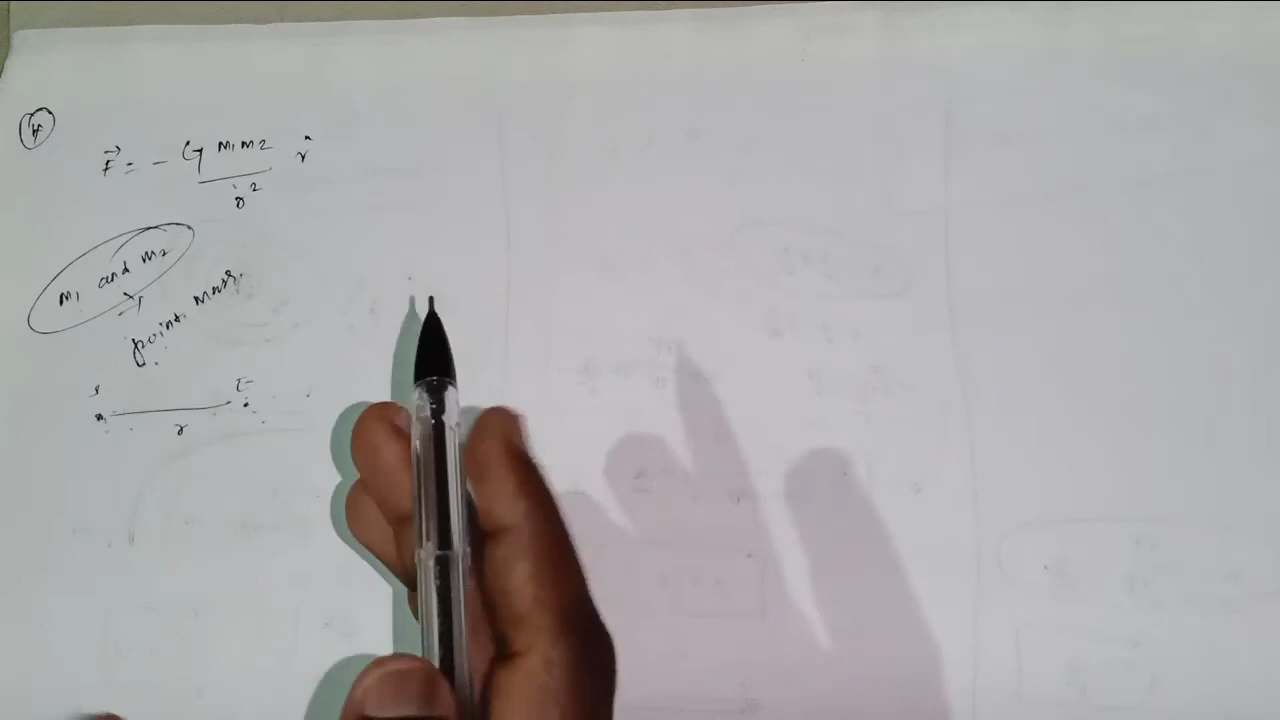 4
F⃗ = - G m₁m₂ / r² r̂
m₁ and m₂
→
point mass.
S E
r